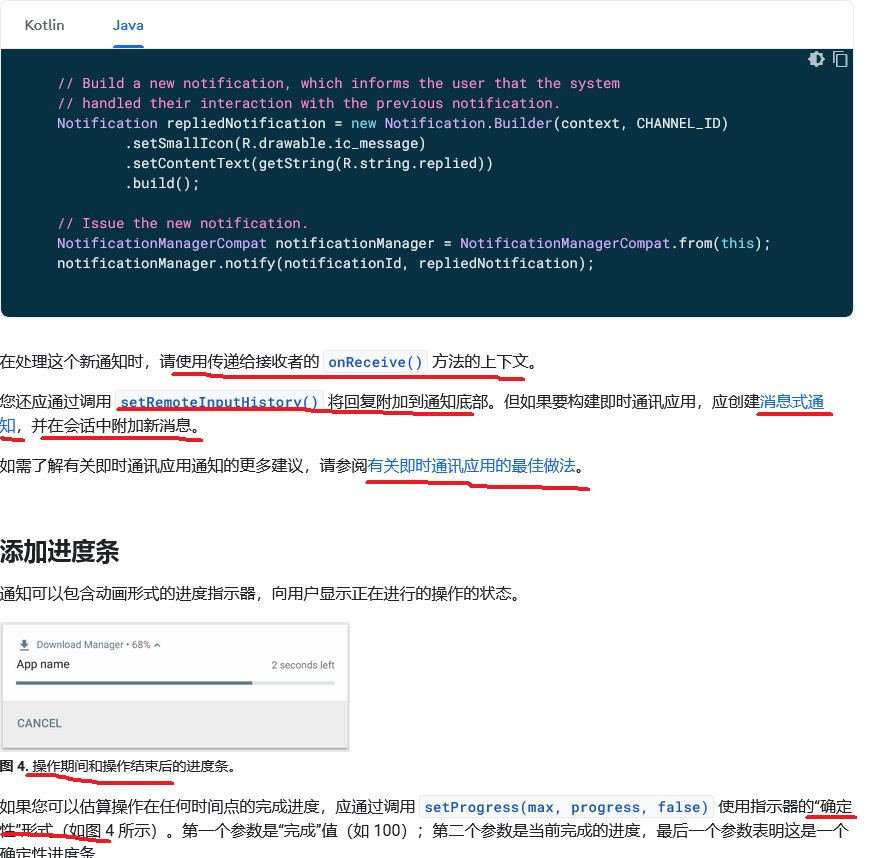 Kotlin Java
// Build a new notification, which informs the user that the system
// handled their interaction with the previous notification.
Notification repliedNotification = new Notification.Builder(context, CHANNEL_ID)
.setSmallIcon(R.drawable.ic_message)
.setContentText(getString(R.string.replied))
.build();
// Issue the new notification.
NotificationManagerCompat notificationManager = NotificationManagerCompat.from(this);
notificationManager.notify(notificationId, repliedNotification);
在处理这个新通知时，请使用传递给接收者的 onReceive() 方法的上下文。
您还应通过调用 setRemoteInputHistory() 将回复附加到通知底部。但如果要构建即时通讯应用，应创建消息式通
知，并在会话中附加新消息。
如需了解有关即时通讯应用通知的更多建议，请参阅有关即时通讯应用的最佳做法。
添加进度条
通知可以包含动画形式的进度指示器，向用户显示正在进行的操作的状态。
Download Manager • 68%
App name 2 seconds left
CANCEL
图 4. 操作期间和操作结束后的进度条。
如果您可以估算操作在任何时间点的完成进度，应通过调用 setProgress(max, progress, false) 使用指示器的“确定
性”形式（如图 4 所示）。第一个参数是“完成”值（如 100）；第二个参数是当前完成的进度，最后一个参数表明这是一个
确定性进度条